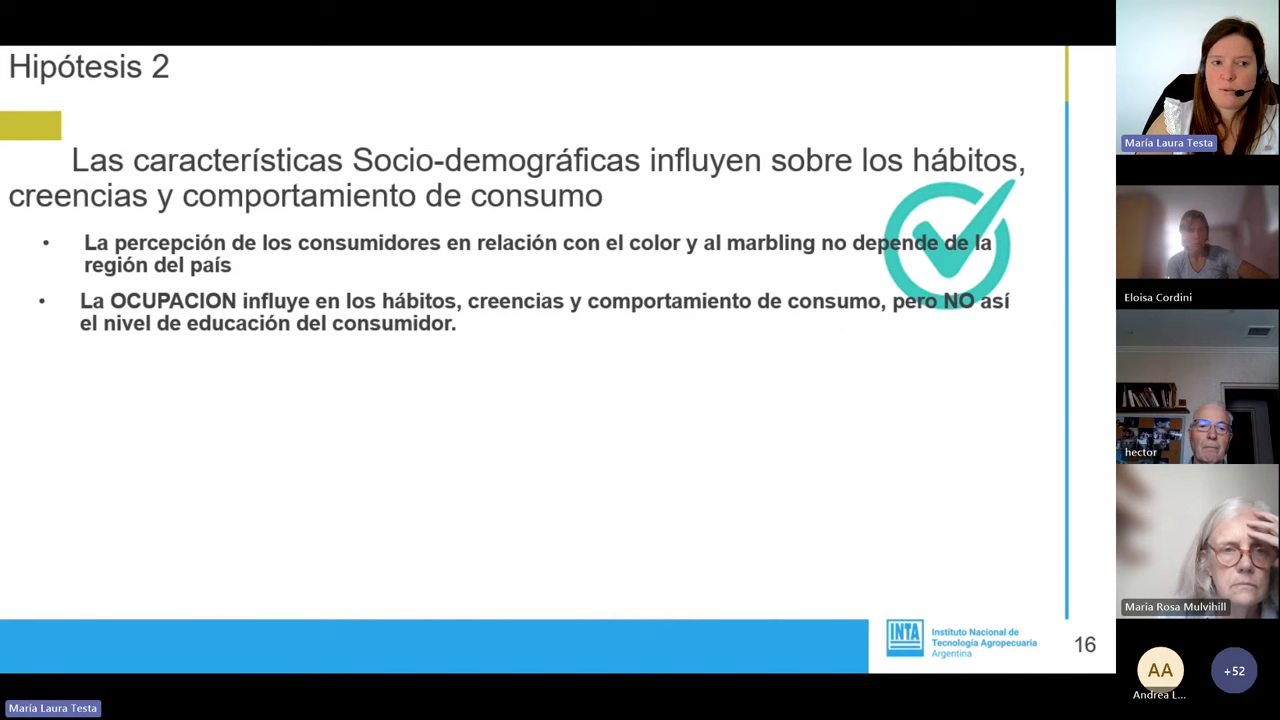 Hipótesis 2
Las características Socio-demográficas influyen sobre los hábitos,
creencias y comportamiento de consumo
• La percepción de los consumidores en relación con el color y al marbling no depende de la
región del país
• La OCUPACION influye en los hábitos, creencias y comportamiento de consumo, pero NO así
el nivel de educación del consumidor.
INTA
Instituto Nacional de
Tecnología Agropecuaria
Argentina
16
María Laura Testa
María Laura Testa
Eloisa Cordini
hector
Maria Rosa Mulvihill
AA
Andrea L...
+52